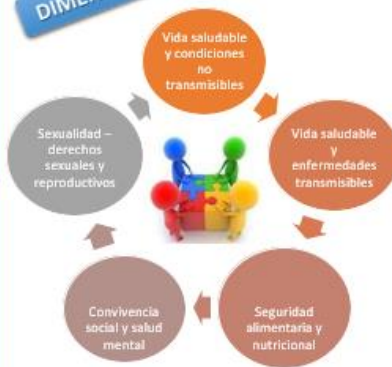 Vida saludable
y condiciones
no
transmisibles
Vida saludable
y
enfermedades
transmisibles
Seguridad
alimentaria y
nutricional
Convivencia
social y salud
mental
Sexualidad –
derechos
sexuales y
reproductivos